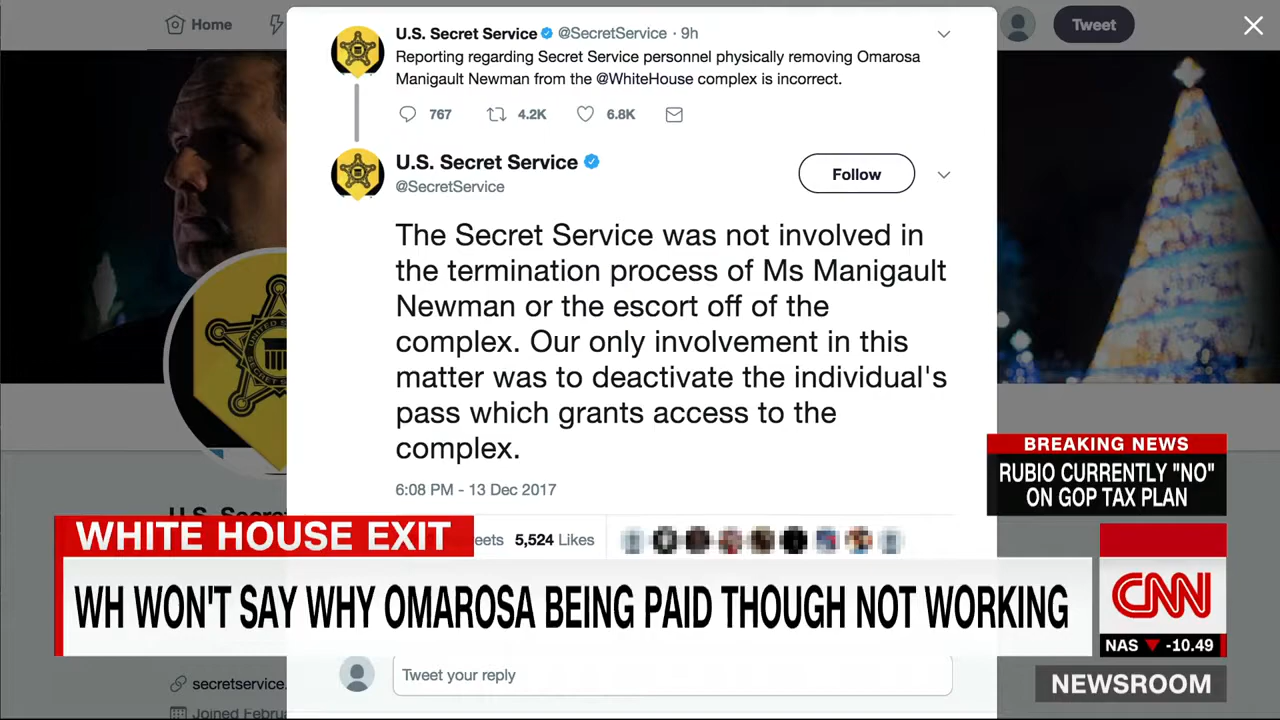 Home
Tweet
U.S. Secret Service @SecretService · 9h
Reporting regarding Secret Service personnel physically removing Omarosa
Manigault Newman from the @WhiteHouse complex is incorrect.
767 4.2K 6.8K
U.S. Secret Service
@SecretService
Follow
The Secret Service was not involved in
the termination process of Ms Manigault
Newman or the escort off of the
complex. Our only involvement in this
matter was to deactivate the individual's
pass which grants access to the
complex.
6:08 PM - 13 Dec 2017
5,524 Likes
BREAKING NEWS
RUBIO CURRENTLY "NO"
ON GOP TAX PLAN
WHITE HOUSE EXIT
WH WON'T SAY WHY OMAROSA BEING PAID THOUGH NOT WORKING
CNN
NAS ▼ -10.49
NEWSROOM
Tweet your reply
secretservice.
Joined